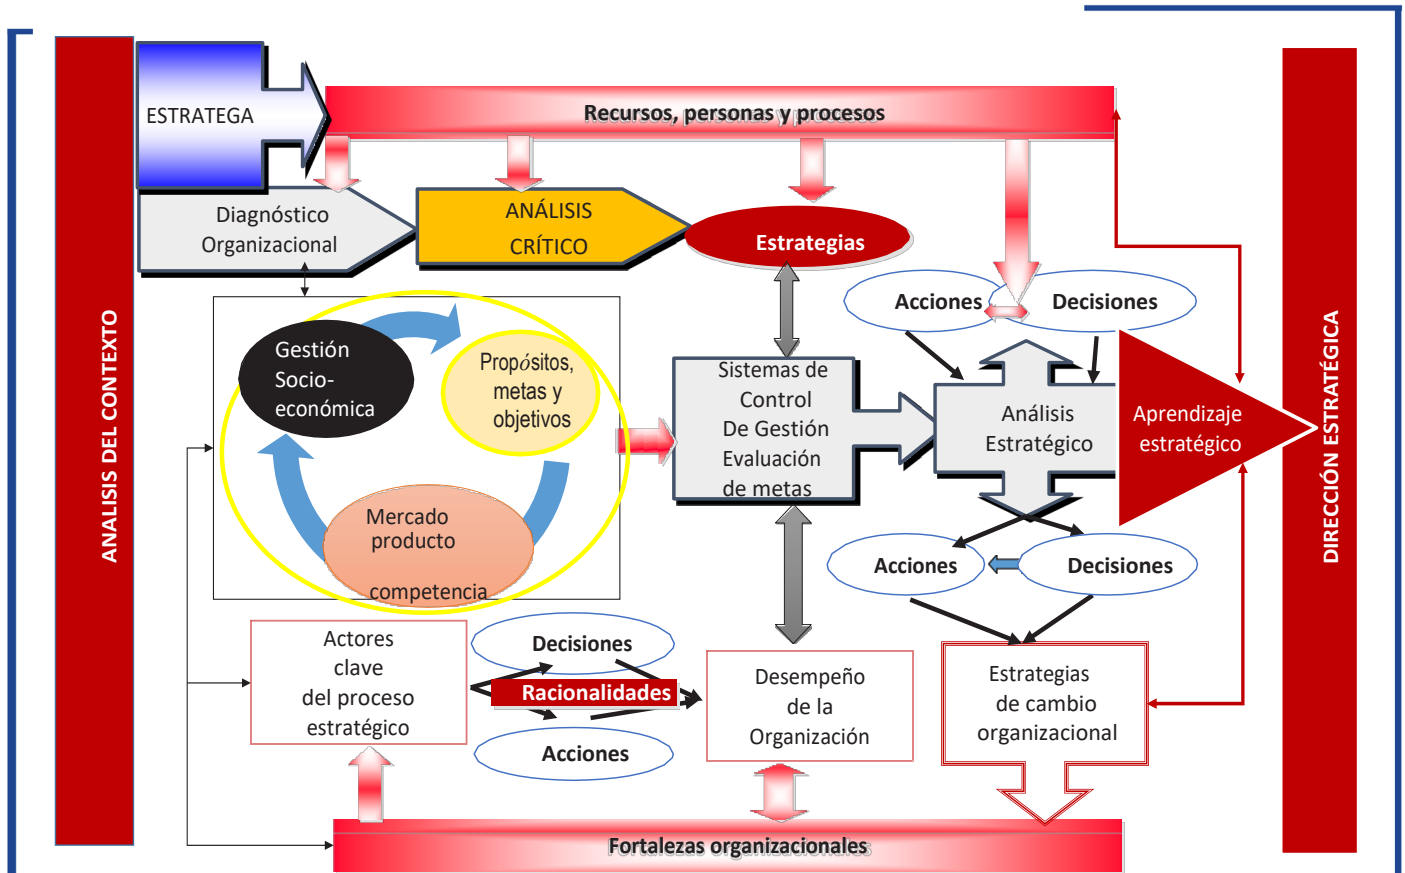 ANALISIS DEL CONTEXTO
ESTRATEGA
Recursos, personas y procesos
Diagnóstico
Organizacional
ANÁLISIS
CRÍTICO
Estrategias
Acciones
Decisiones
Gestión
Socio-
económica
Propósitos,
metas y
objetivos
Mercado
producto
competencia
Sistemas de
Control
De Gestión
Evaluación
de metas
Análisis
Estratégico
Aprendizaje
estratégico
Acciones
Decisiones
Actores
clave
del proceso
estratégico
Decisiones
Racionalidades
Acciones
Desempeño
de la
Organización
Estrategias
de cambio
organizacional
Fortalezas organizacionales
DIRECCIÓN ESTRATÉGICA